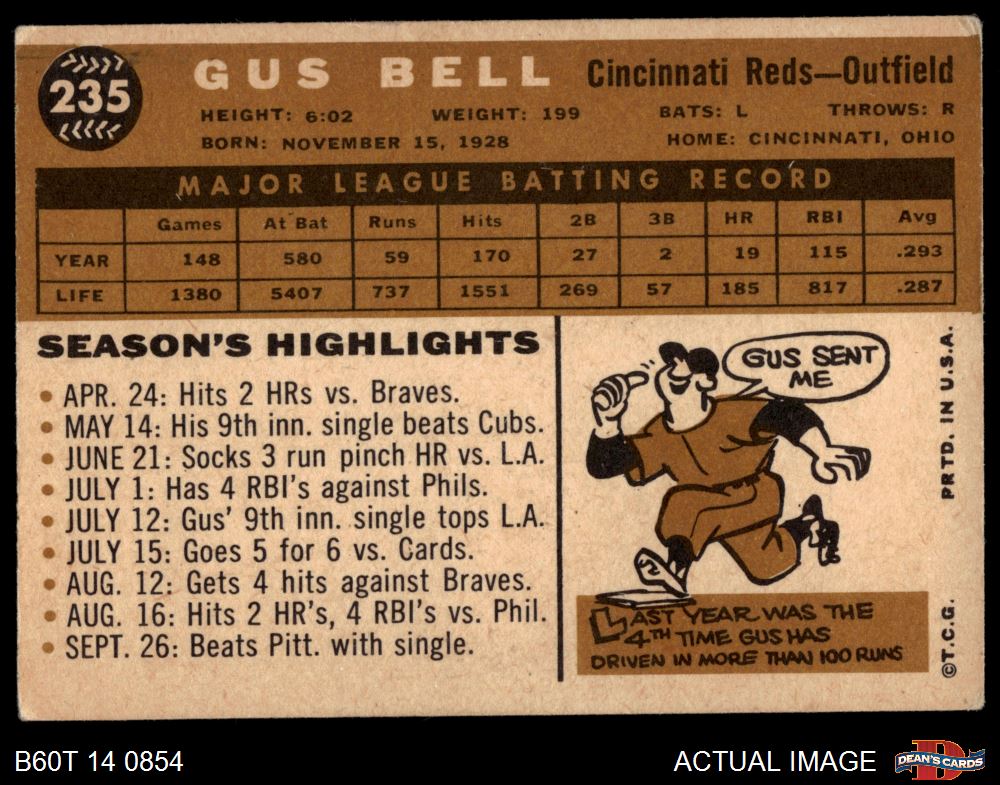 235
GUS BELL Cincinnati Reds—Outfield
HEIGHT: 6:02 WEIGHT: 199 BATS: L THROWS: R
BORN: NOVEMBER 15, 1928 HOME: CINCINNATI, OHIO
MAJOR LEAGUE BATTING RECORD
Games At Bat Runs Hits 2B 3B HR RBI Avg
YEAR 148 580 59 170 27 2 19 115 .293
LIFE 1380 5407 737 1551 269 57 185 817 .287
SEASON'S HIGHLIGHTS
• APR. 24: Hits 2 HRs vs. Braves.
• MAY 14: His 9th inn. single beats Cubs.
• JUNE 21: Socks 3 run pinch HR vs. L.A.
• JULY 1: Has 4 RBI's against Phils.
• JULY 12: Gus' 9th inn. single tops L.A.
• JULY 15: Goes 5 for 6 vs. Cards.
• AUG. 12: Gets 4 hits against Braves.
• AUG. 16: Hits 2 HR's, 4 RBI's vs. Phil.
• SEPT. 26: Beats Pitt. with single.
GUS SENT
ME
LAST YEAR WAS THE
4TH TIME GUS HAS
DRIVEN IN MORE THAN 100 RUNS
PRTD. IN U.S.A.
©T.C.G.
B60T 14 0854 ACTUAL IMAGE
DEAN'S CARDS